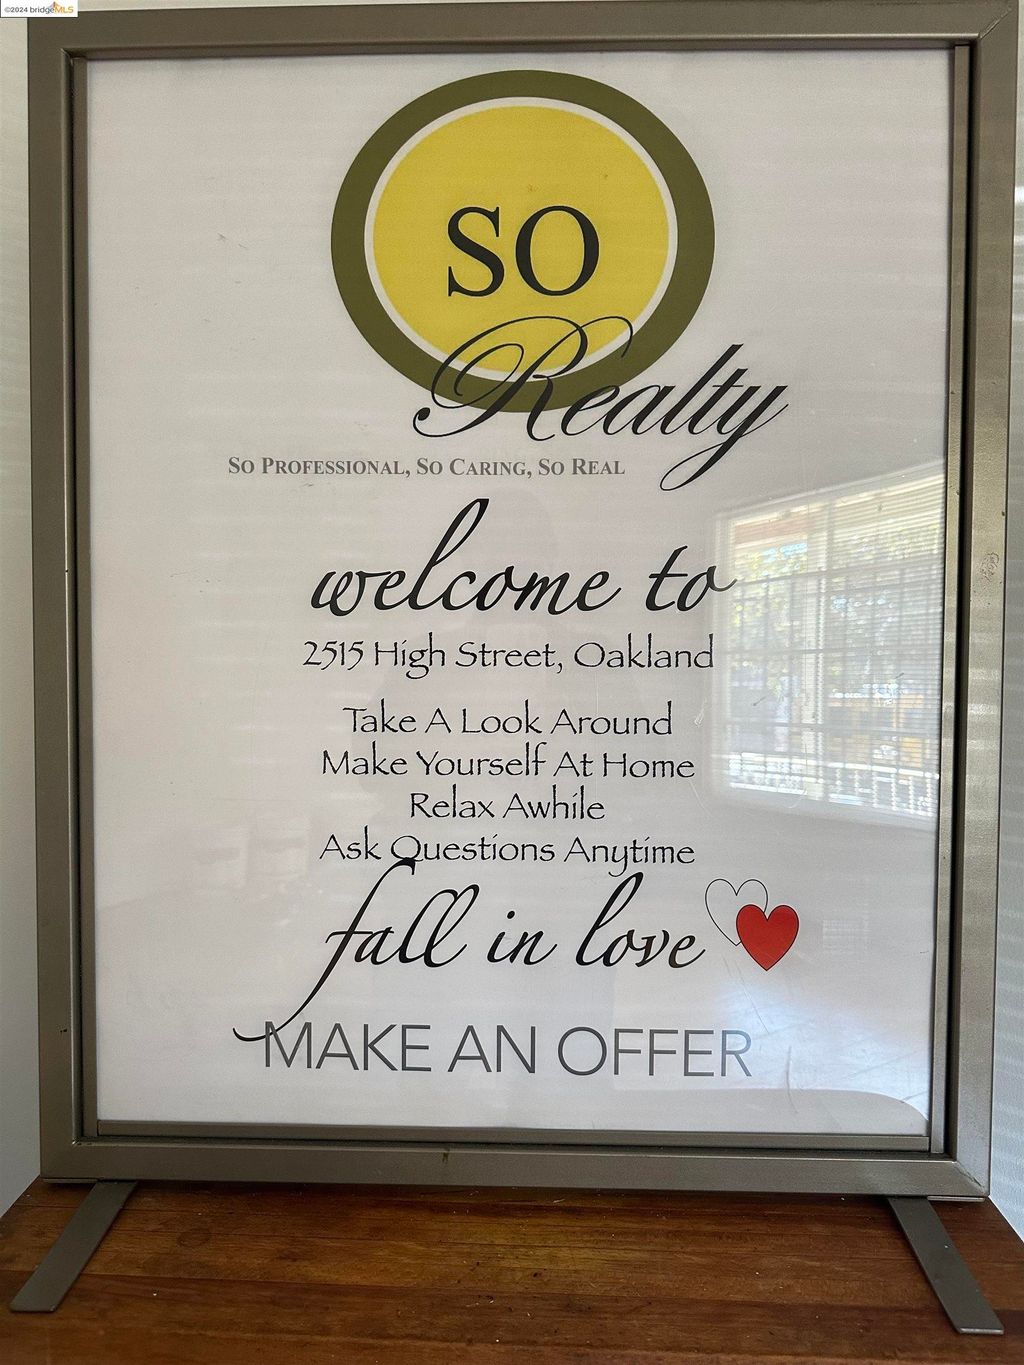 ©2024 bridgeMLS
SO
Realty
SO PROFESSIONAL, SO CARING, SO REAL
welcome to
2515 High Street, Oakland
Take A Look Around
Make Yourself At Home
Relax Awhile
Ask Questions Anytime
fall in love
MAKE AN OFFER